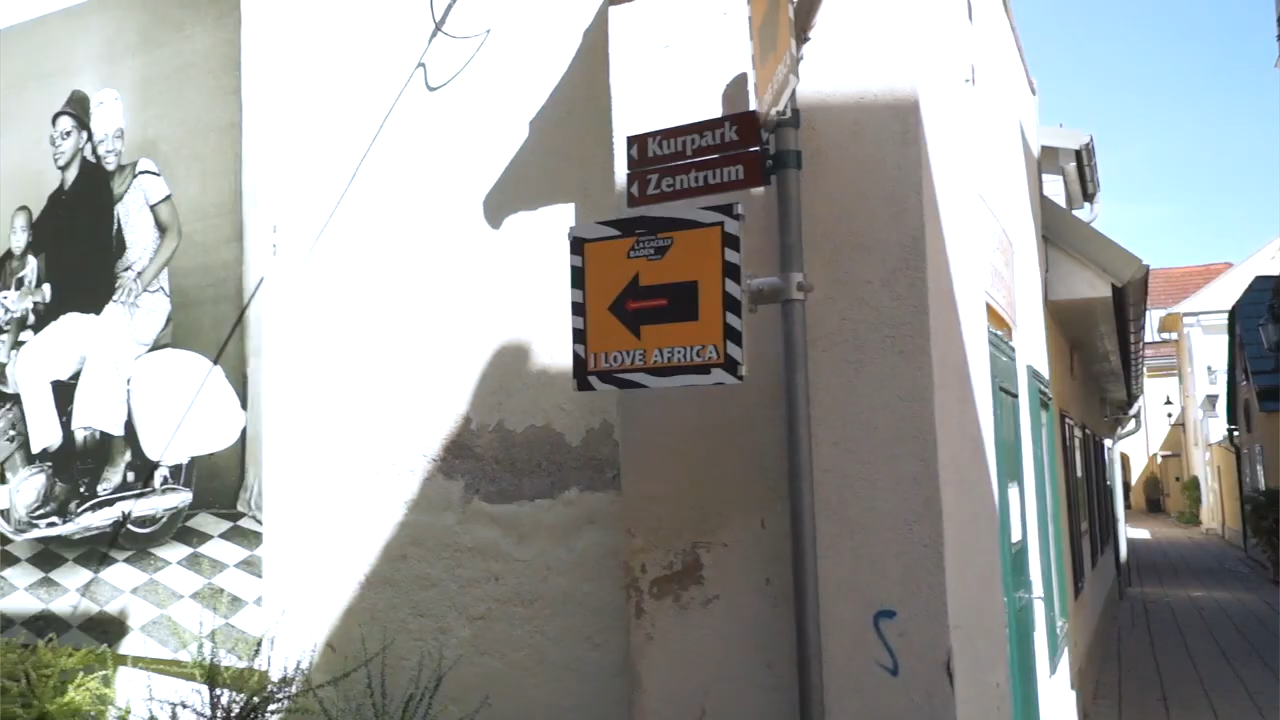 Kurpark
Zentrum
LA GACILLY
BADEN
I LOVE AFRICA
S